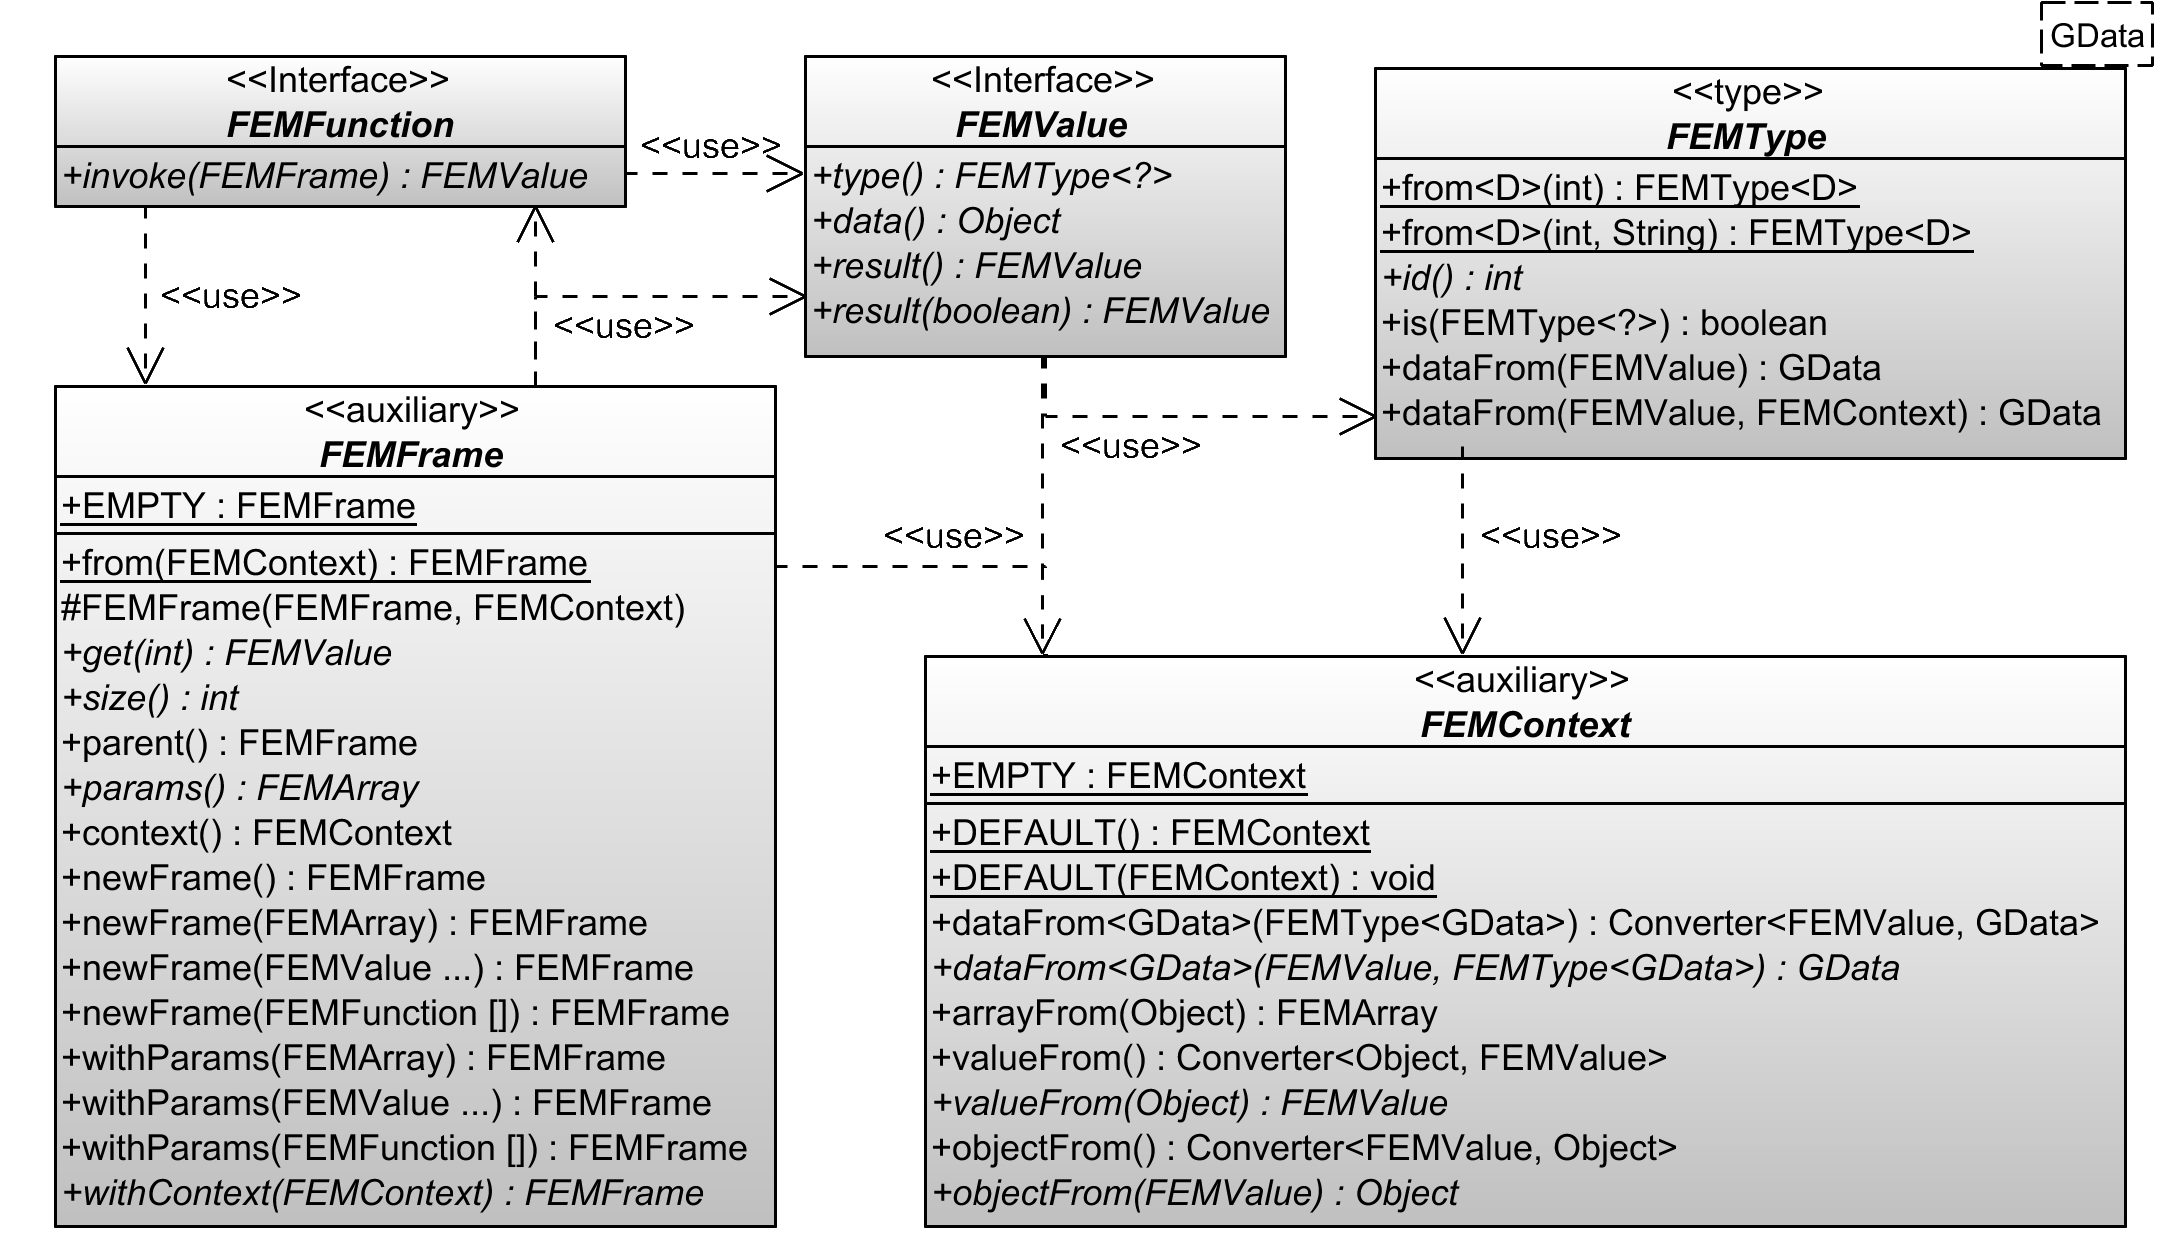 GData
<<Interface>>
FEMFunction
+invoke(FEMFrame) : FEMValue
<<use>>
<<Interface>>
FEMValue
+type() : FEMType<?>
+data() : Object
+result() : FEMValue
+result(boolean) : FEMValue
<<type>>
FEMType
+from<D>(int) : FEMType<D>
+from<D>(int, String) : FEMType<D>
+id() : int
+is(FEMType<?>) : boolean
+dataFrom(FEMValue) : GData
+dataFrom(FEMValue, FEMContext) : GData
<<use>>
<<use>>
<<use>>
<<use>>
<<use>>
<<auxiliary>>
FEMFrame
+EMPTY : FEMFrame
+from(FEMContext) : FEMFrame
#FEMFrame(FEMFrame, FEMContext)
+get(int) : FEMValue
+size() : int
+parent() : FEMFrame
+params() : FEMArray
+context() : FEMContext
+newFrame() : FEMFrame
+newFrame(FEMArray) : FEMFrame
+newFrame(FEMValue ...) : FEMFrame
+newFrame(FEMFunction []) : FEMFrame
+withParams(FEMArray) : FEMFrame
+withParams(FEMValue ...) : FEMFrame
+withParams(FEMFunction []) : FEMFrame
+withContext(FEMContext) : FEMFrame
<<auxiliary>>
FEMContext
+EMPTY : FEMContext
+DEFAULT() : FEMContext
+DEFAULT(FEMContext) : void
+dataFrom<GData>(FEMType<GData>) : Converter<FEMValue, GData>
+dataFrom<GData>(FEMValue, FEMType<GData>) : GData
+arrayFrom(Object) : FEMArray
+valueFrom() : Converter<Object, FEMValue>
+valueFrom(Object) : FEMValue
+objectFrom() : Converter<FEMValue, Object>
+objectFrom(FEMValue) : Object